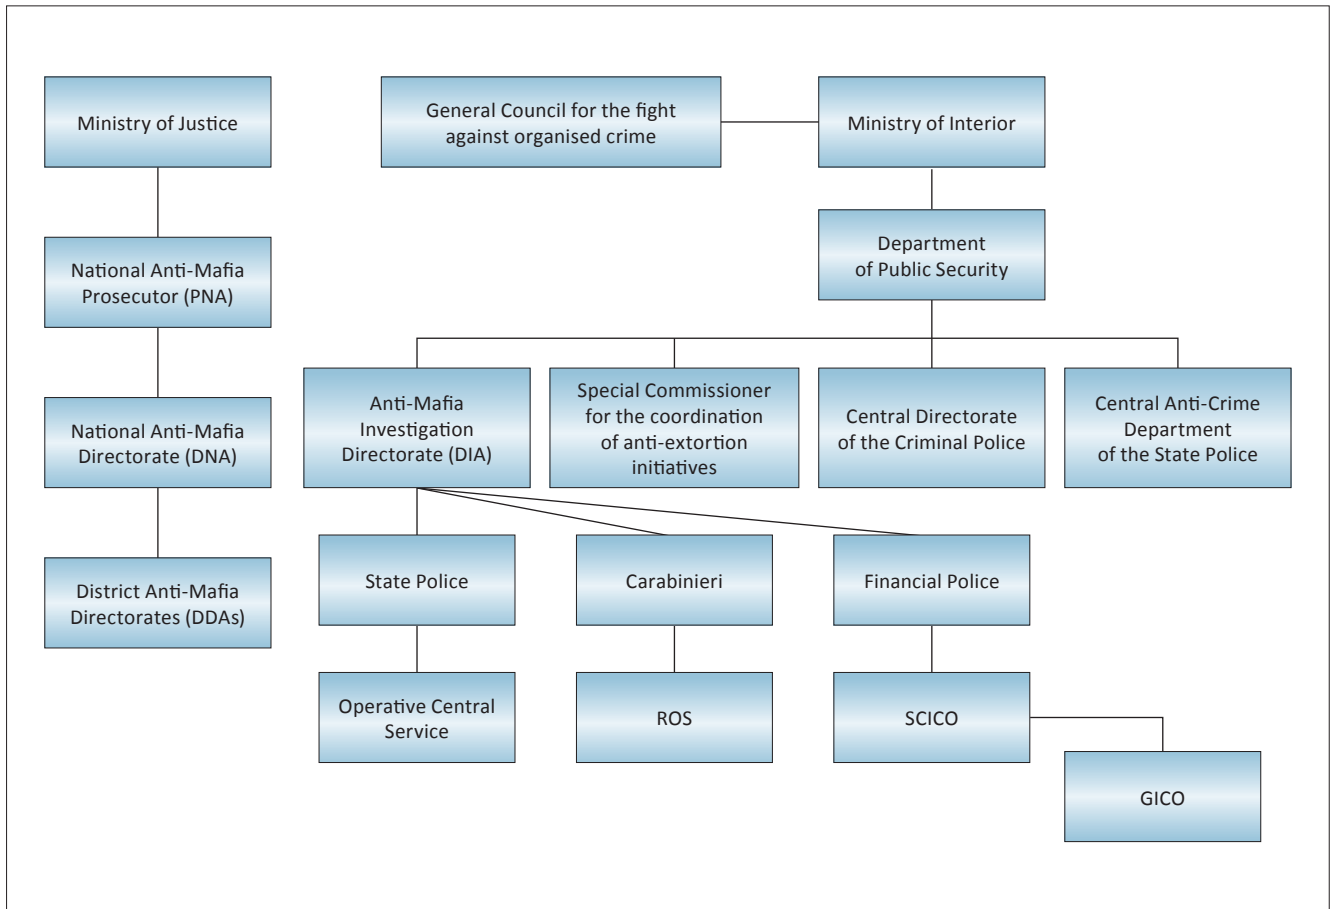 Ministry of Justice
General Council for the fight
against organised crime
Ministry of Interior
National Anti-Mafia
Prosecutor (PNA)
Department
of Public Security
National Anti-Mafia
Directorate (DNA)
Anti-Mafia
Investigation
Directorate (DIA)
Special Commissioner
for the coordination
of anti-extortion
initiatives
Central Directorate
of the Criminal Police
Central Anti-Crime
Department
of the State Police
District Anti-Mafia
Directorates (DDAs)
State Police
Carabinieri
Financial Police
Operative Central
Service
ROS
SCICO
GICO